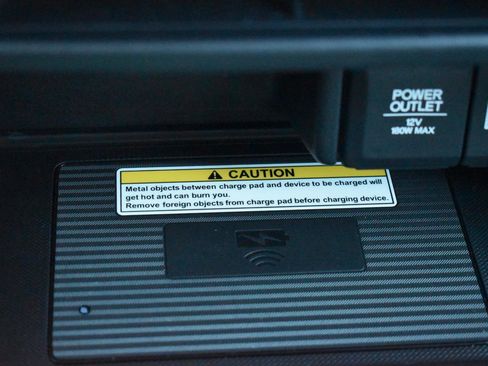 POWER
OUTLET
12V
180W MAX
CAUTION
Metal objects between charge pad and device to be charged will
get hot and can burn you.
Remove foreign objects from charge pad before charging device.